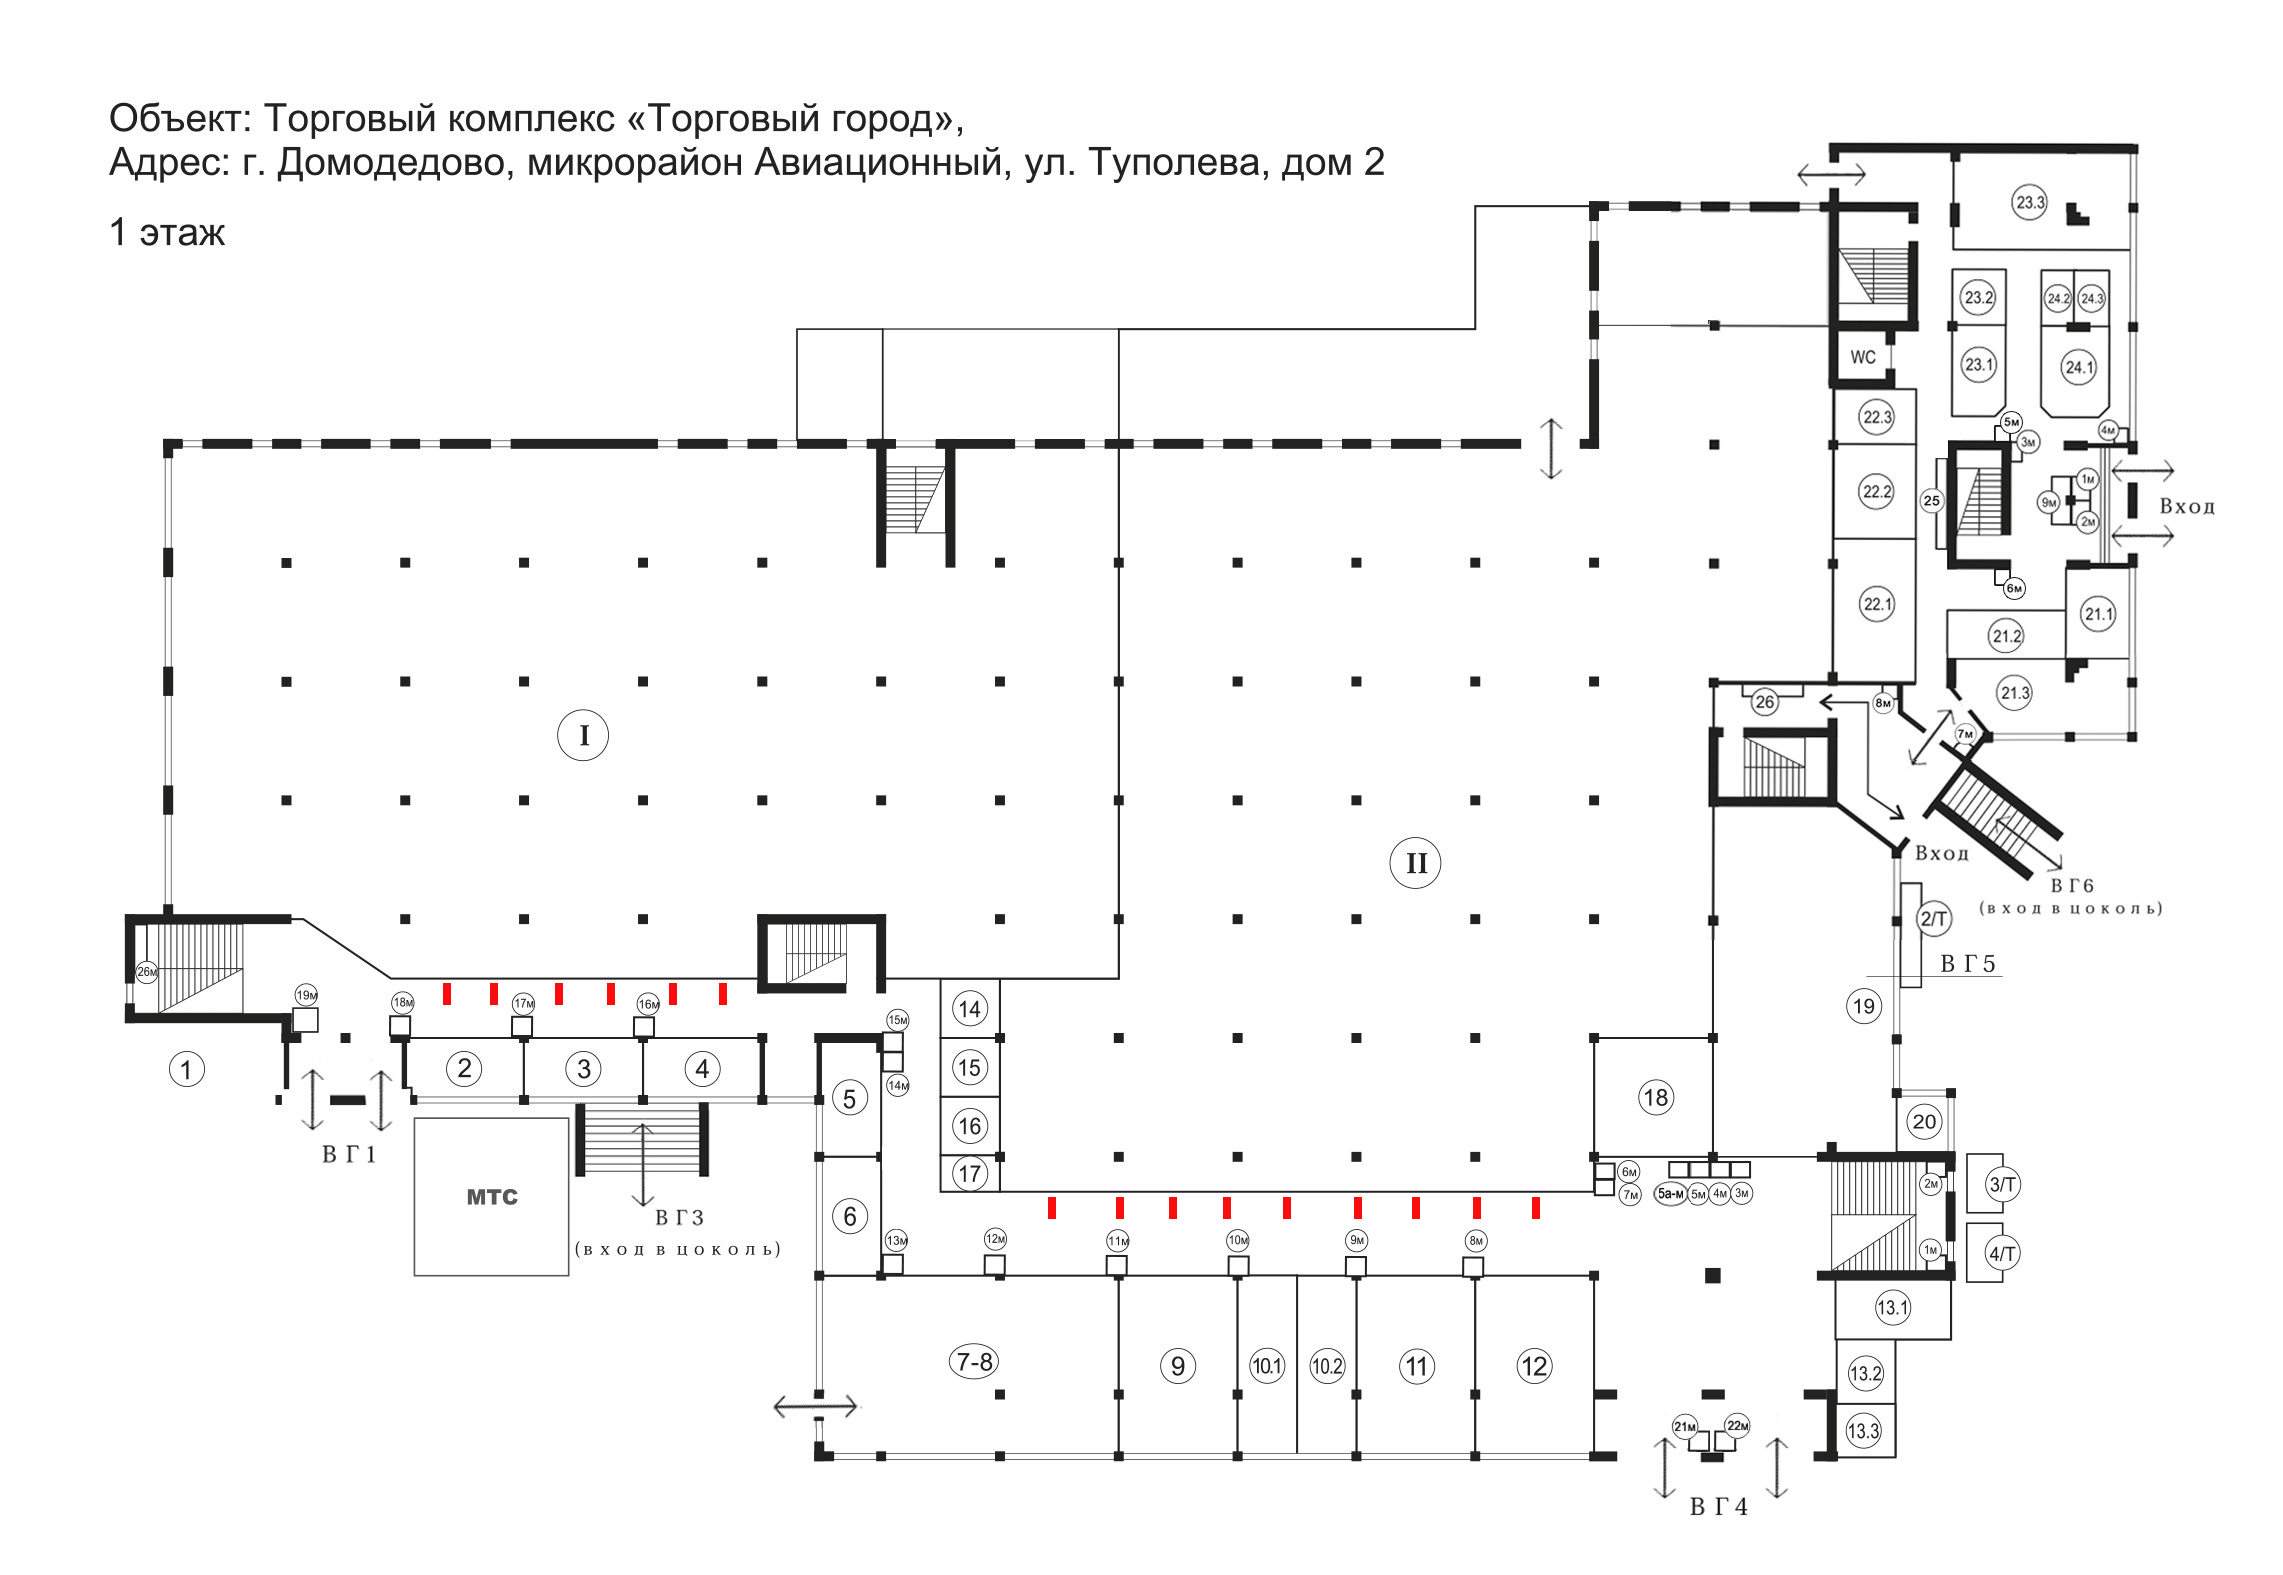 Объект: Торговый комплекс «Торговый город»,
Адрес: г. Домодедово, микрорайон Авиационный, ул. Туполева, дом 2
1 этаж
23.3
23.2
24.2
24.3
23.1
24.1
WC
22.3
5м
3м
4м
22.2
25
1м
9м
2м
Вход
6м
22.1
21.1
21.2
21.3
26
8м
7м
I
II
Вход
ВГ6
(вход в цоколь)
2/Т
ВГ5
26м
19м
18м
17м
16м
14
19
15м
1
2
3
4
15
14м
5
18
16
20
ВГ1
МТС
17
6м
7м
5а-м
5м
4м
3м
2м
3/Т
ВГ3
(вход в цоколь)
6
13м
12м
11м
10м
9м
8м
1м
4/Т
13.1
7-8
9
10.1
10.2
11
12
13.2
21м
22м
13.3
ВГ4